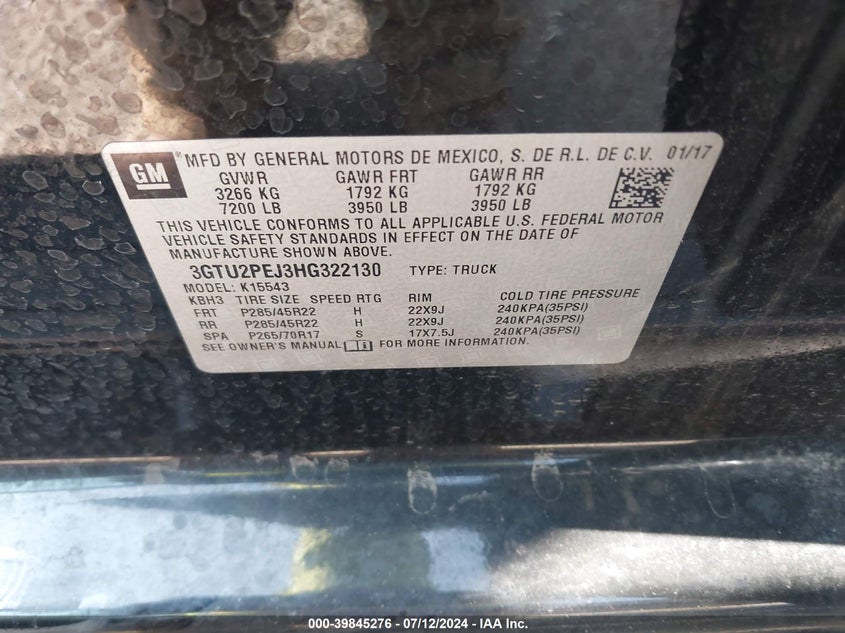 GM ® MFD BY GENERAL MOTORS DE MEXICO, S. DE R.L. DE C.V. 01/17
GVWR GAWR FRT GAWR RR
3266 KG 1792 KG 1792 KG
7200 LB 3950 LB 3950 LB
THIS VEHICLE CONFORMS TO ALL APPLICABLE U.S. FEDERAL MOTOR
VEHICLE SAFETY STANDARDS IN EFFECT ON THE DATE OF
MANUFACTURE SHOWN ABOVE.
3GTU2PEJ3HG322130 TYPE: TRUCK
MODEL: K15543
KBH3 TIRE SIZE SPEED RTG RIM COLD TIRE PRESSURE
FRT P285/45R22 H 22X9J 240KPA(35PSI)
RR P285/45R22 H 22X9J 240KPA(35PSI)
SPA P265/70R17 S 17X7.5J 240KPA(35PSI)
SEE OWNER'S MANUAL FOR MORE INFORMATION.
000-39845276 - 07/12/2024 - IAA Inc.